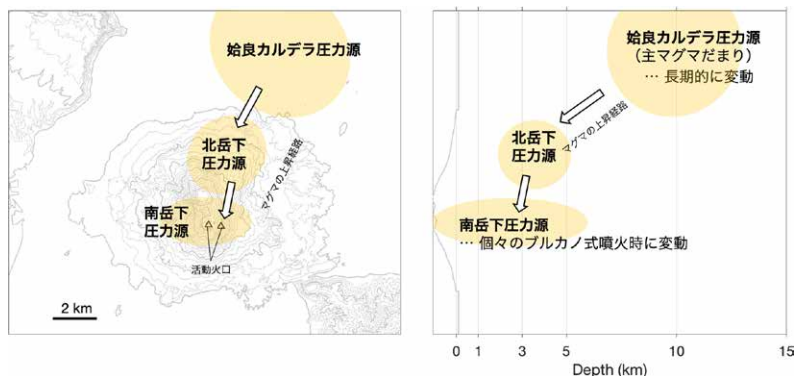 姶良カルデラ圧力源
北岳下
圧力源
マグマの上昇経路
南岳下
圧力源
活動火口
2 km
姶良カルデラ圧力源
（主マグマだまり）
… 長期的に変動
マグマの上昇経路
北岳下
圧力源
南岳下圧力源
… 個々のブルカノ式噴火時に変動
0 1 3 5 10 15
Depth (km)